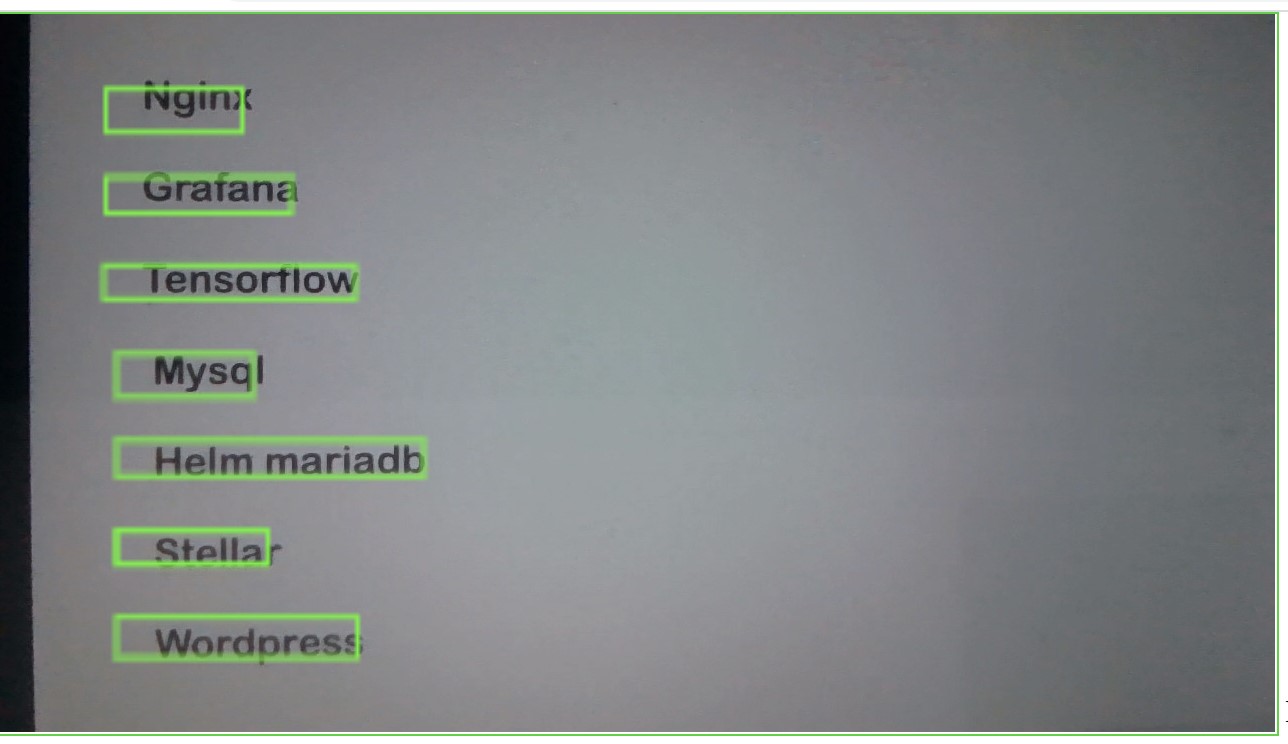 Nginx
Grafana
Tensorflow
Mysql
Helm mariadb
Stellar
Wordpress